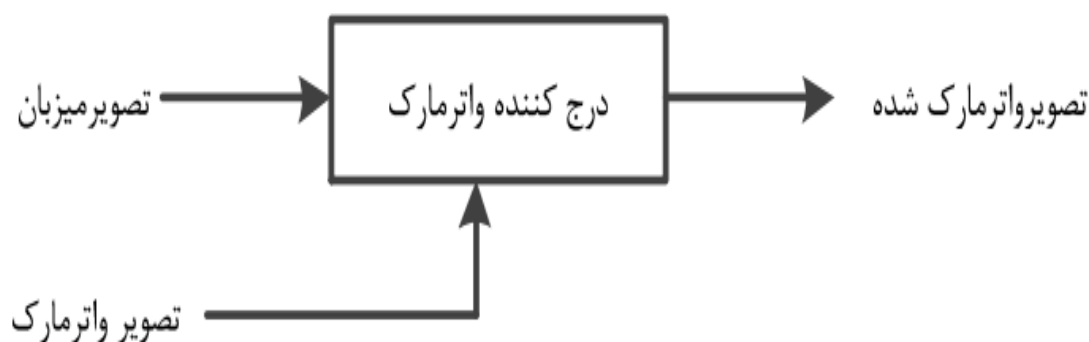 تصویرمیزبان
درج کننده واترمارک
تصویرواترمارک شده
تصویر واترمارک